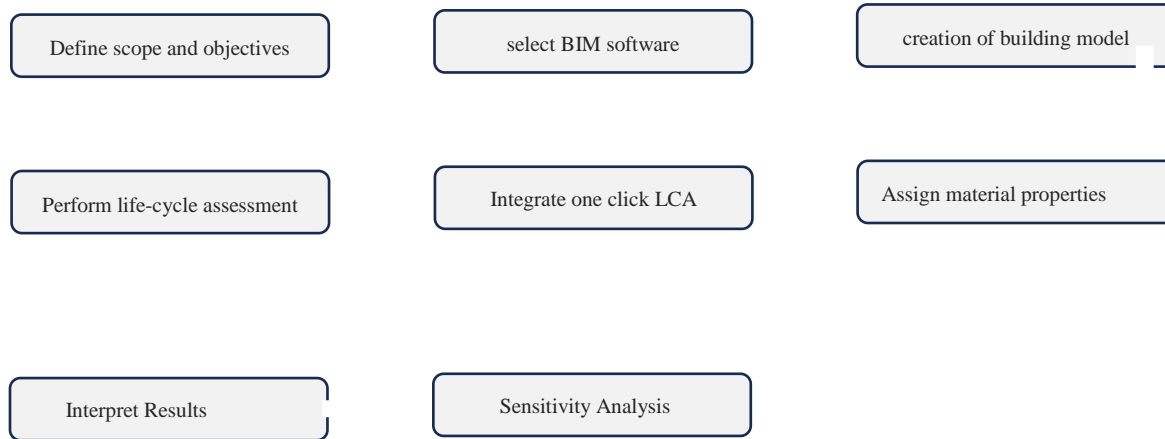 Define scope and objectives
select BIM software
creation of building model
Perform life-cycle assessment
Integrate one click LCA
Assign material properties
Interpret Results
Sensitivity Analysis